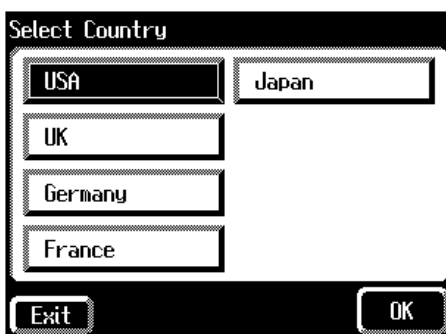 Select Country
USA
Japan
UK
Germany
France
Exit
OK